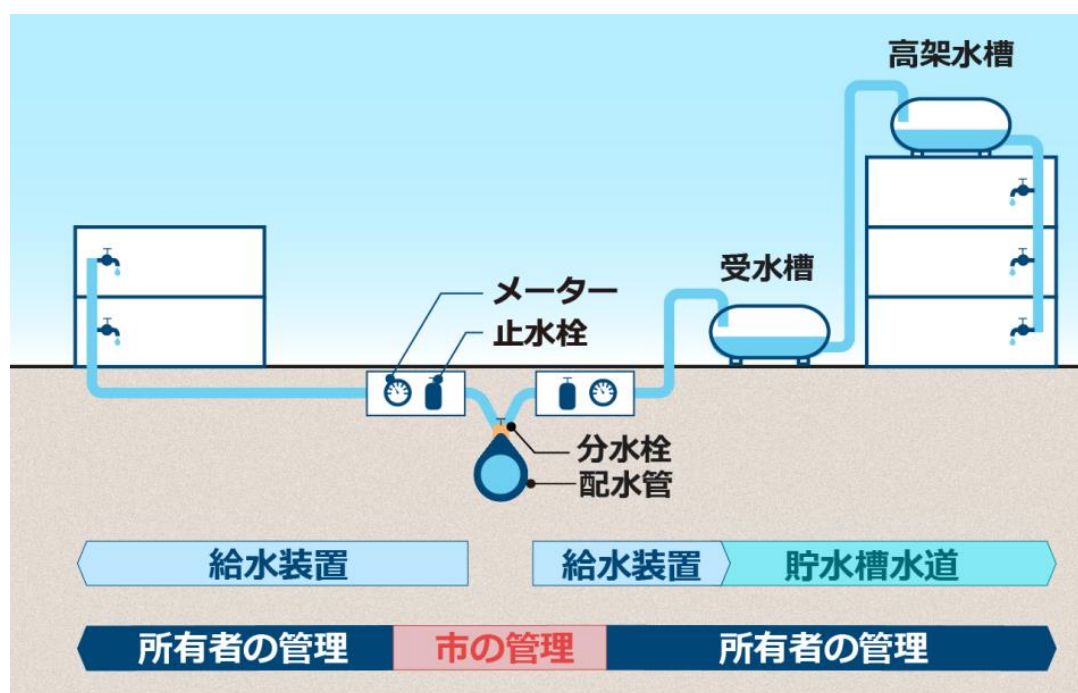 高架水槽
受水槽
メーター
止水栓
分水栓
配水管
給水装置
給水装置
貯水槽水道
所有者の管理
市の管理
所有者の管理